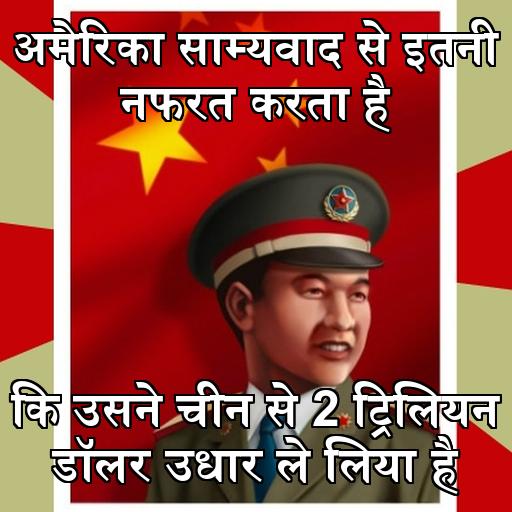 अमेरिका साम्यवाद से इतनी
नफरत करता है
कि उसने चीन से 2 ट्रिलियन
डॉलर उधार ले लिया है